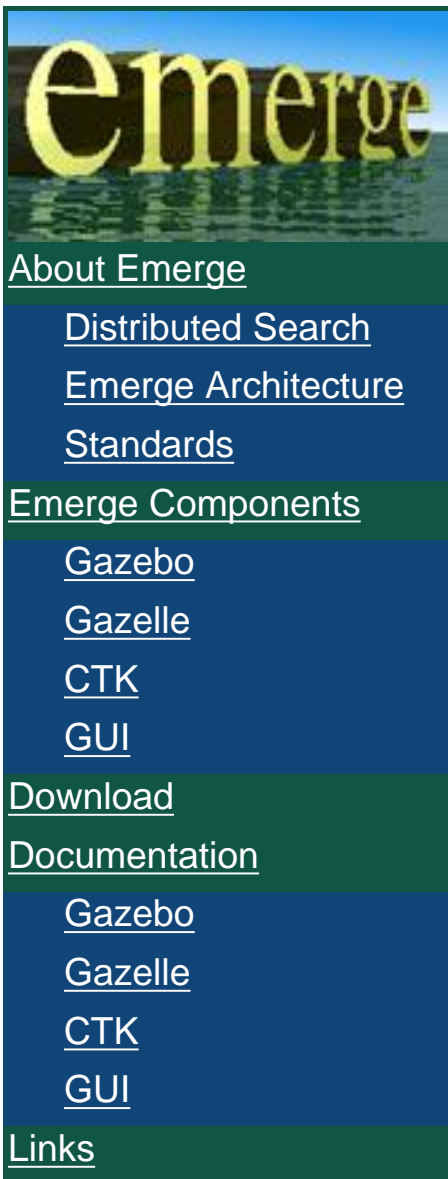 emerge
About Emerge
Distributed Search
Emerge Architecture
Standards
Emerge Components
Gazebo
Gazelle
CTK
GUI
Download
Documentation
Gazebo
Gazelle
CTK
GUI
Links